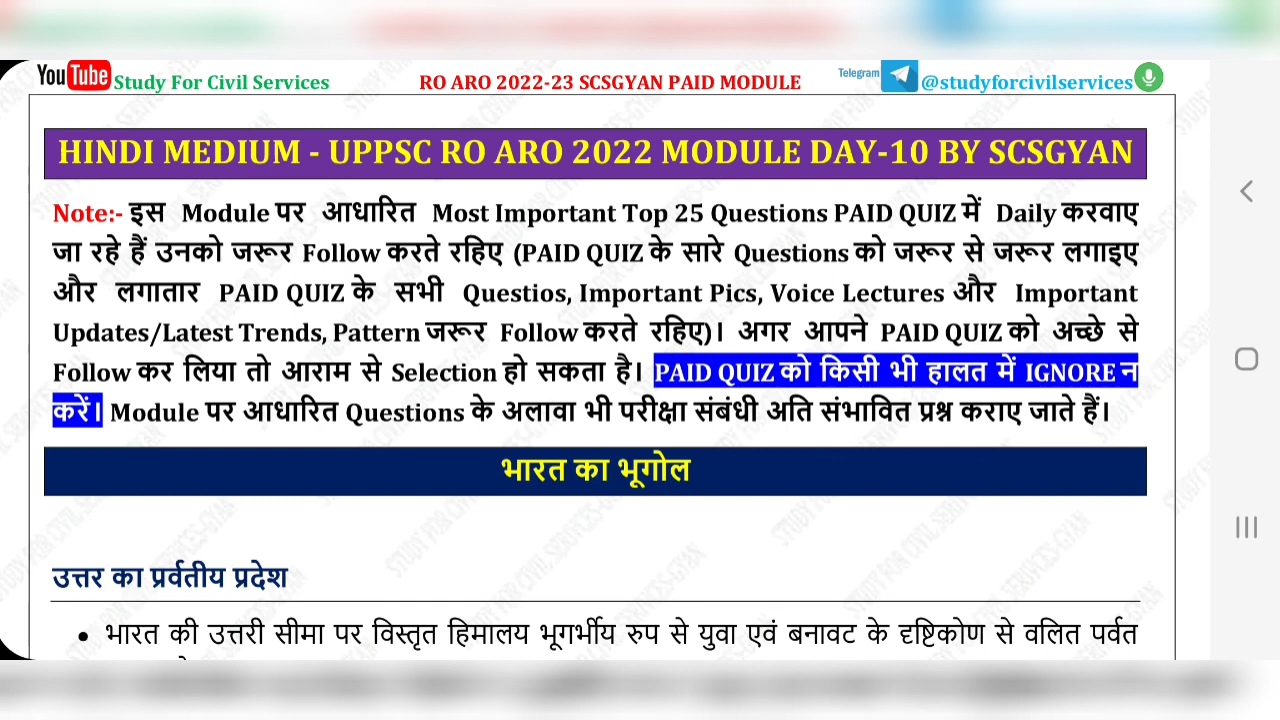 YouTube Study For Civil Services RO ARO 2022-23 SCSGYAN PAID MODULE Telegram @studyforcivilservices
HINDI MEDIUM - UPPSC RO ARO 2022 MODULE DAY-10 BY SCSGYAN
Note:- इस Module पर आधारित Most Important Top 25 Questions PAID QUIZ में Daily करवाए
जा रहे हैं उनको जरूर Follow करते रहिए (PAID QUIZ के सारे Questions को जरूर से जरूर लगाइए
और लगातार PAID QUIZ के सभी Questios, Important Pics, Voice Lectures और Important
Updates/Latest Trends, Pattern जरूर Follow करते रहिए)। अगर आपने PAID QUIZ को अच्छे से
Follow कर लिया तो आराम से Selection हो सकता है। PAID QUIZ को किसी भी हालत में IGNORE न
करें। Module पर आधारित Questions के अलावा भी परीक्षा संबंधी अति संभावित प्रश्न कराए जाते हैं।
भारत का भूगोल
उत्तर का प्रर्वतीय प्रदेश
• भारत की उत्तरी सीमा पर विस्तृत हिमालय भूगर्भीय रुप से युवा एवं बनावट के दृष्टिकोण से वलित पर्वत